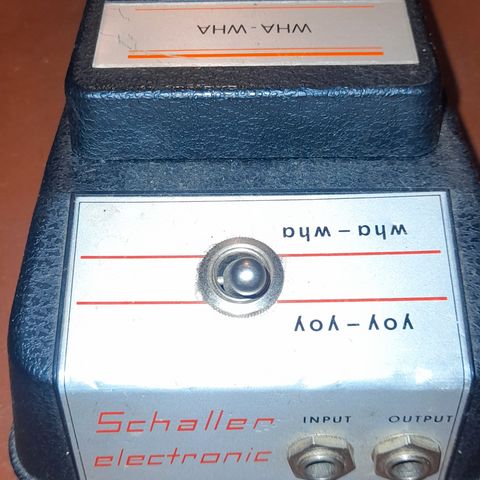 WHA-WHA
wha-wha
yoy-yoy
Schaller
electronic
INPUT
OUTPUT